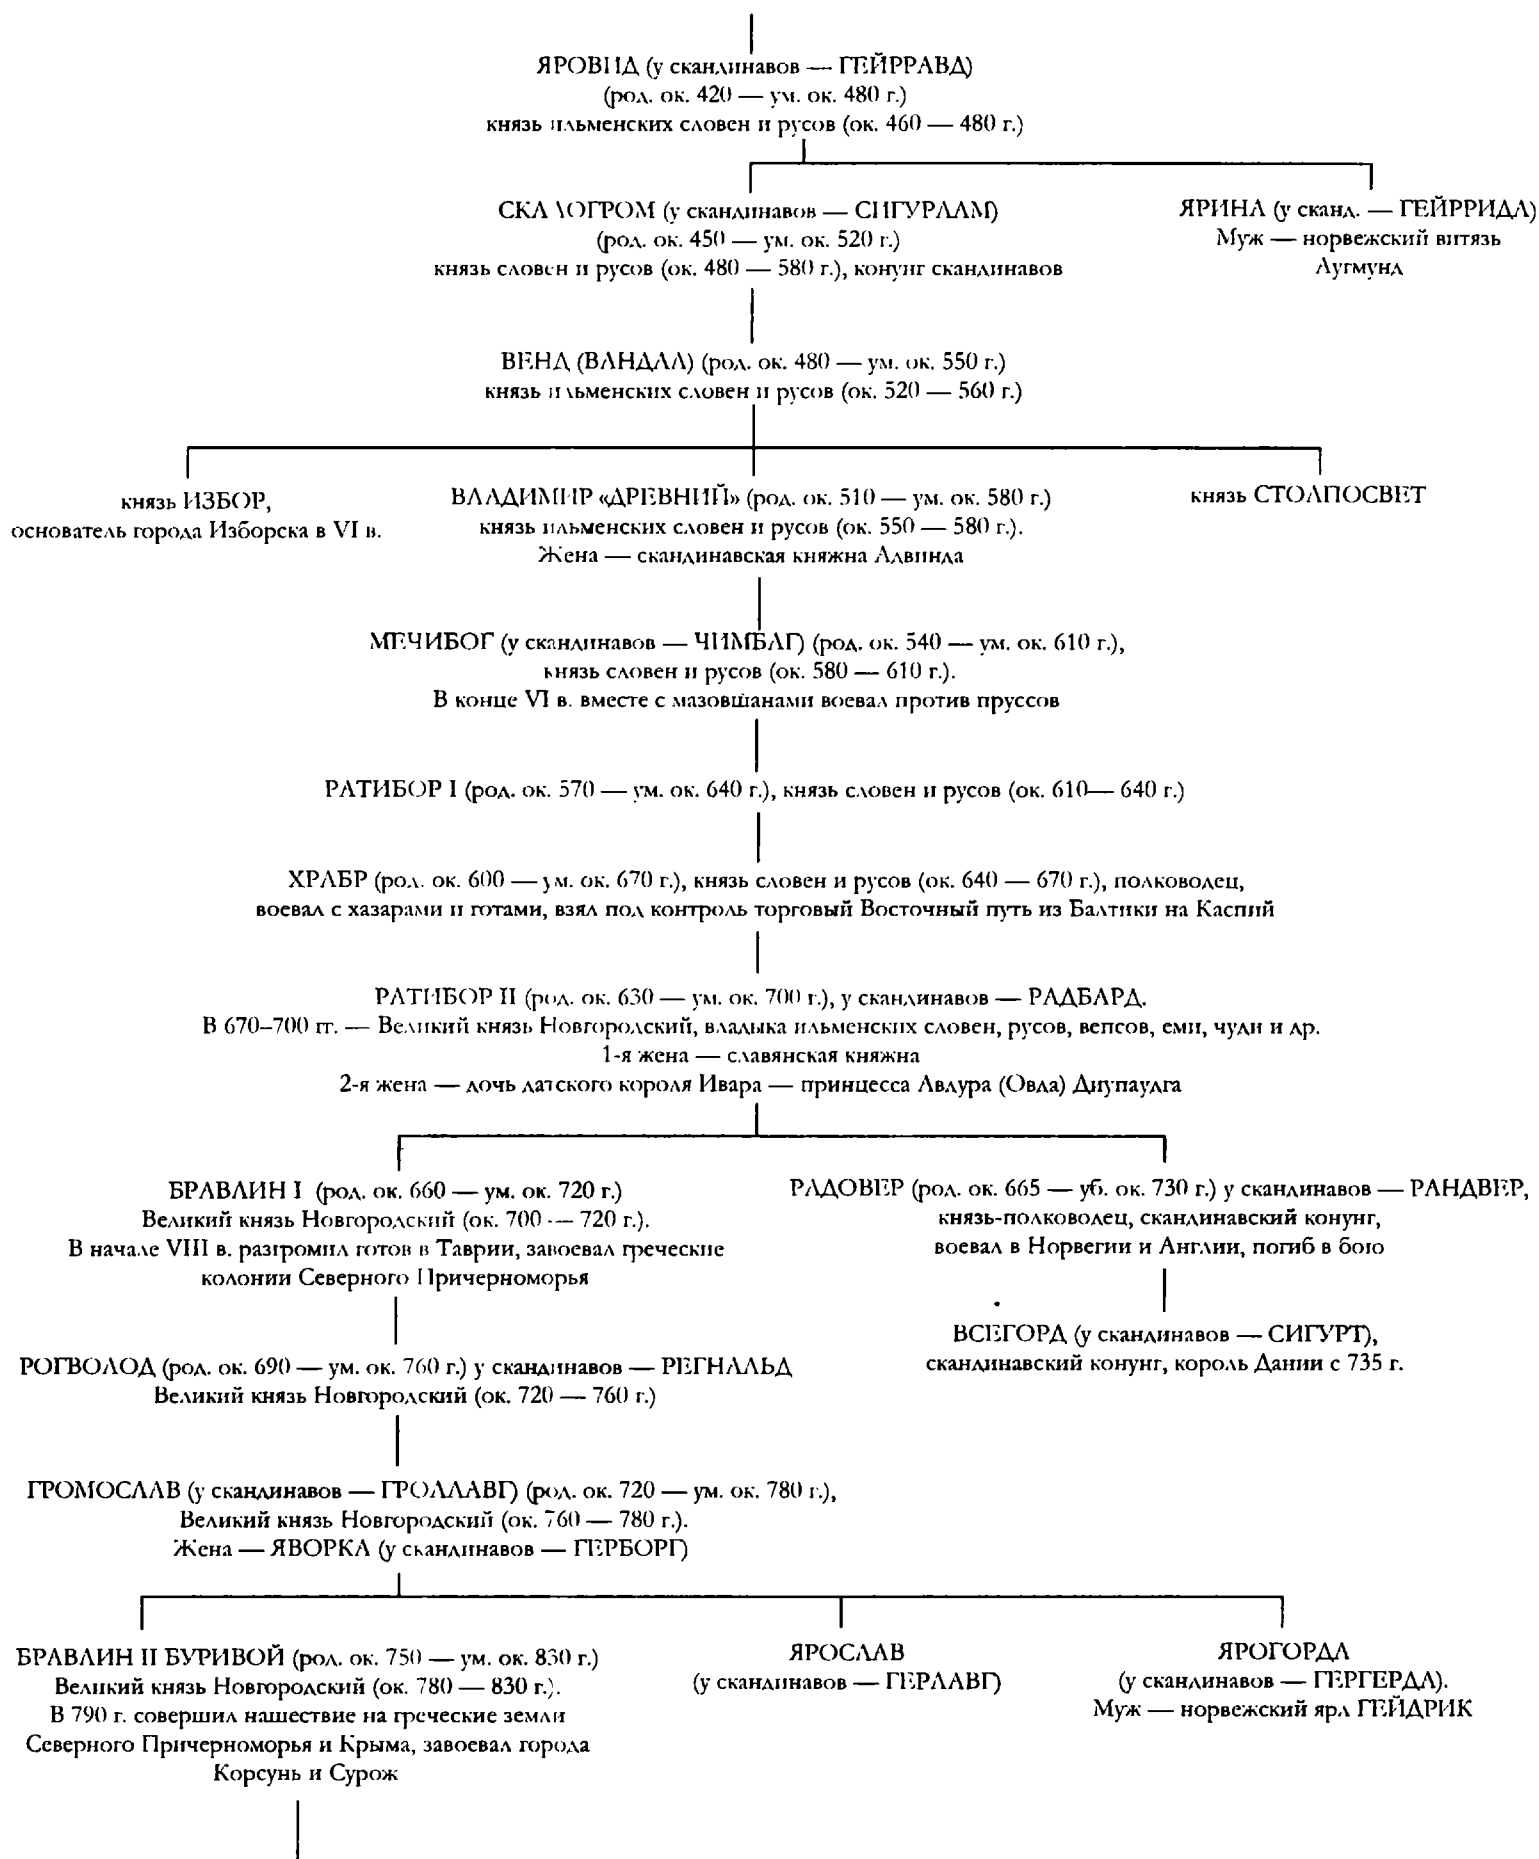 ЯРОВИД (у скандинавов — ГЕЙРРАВД)
(род. ок. 420 — ум. ок. 480 г.)
князь ильменских словен и русов (ок. 460 — 480 г.)
СКАЛОГРОМ (у скандинавов — СИГУРЛАМ)
(род. ок. 450 — ум. ок. 520 г.)
князь словен и русов (ок. 480 — 580 г.), конунг скандинавов
ЯРИНА (у сканд. — ГЕЙРРИДА)
Муж — норвежский витязь
Аугмунд
ВЕНД (ВАНДАЛ) (род. ок. 480 — ум. ок. 550 г.)
князь ильменских словен и русов (ок. 520 — 560 г.)
князь ИЗБОР,
основатель города Изборска в VI в.
ВЛАДИМИР «ДРЕВНИЙ» (род. ок. 510 — ум. ок. 580 г.)
князь ильменских словен и русов (ок. 550 — 580 г.).
Жена — скандинавская княжна Адвинда
князь СТОЛПОСВЕТ
МЕЧИБОГ (у скандинавов — ЧИМБАГ) (род. ок. 540 — ум. ок. 610 г.),
князь словен и русов (ок. 580 — 610 г.).
В конце VI в. вместе с мазовшанами воевал против пруссов
РАТИБОР I (род. ок. 570 — ум. ок. 640 г.), князь словен и русов (ок. 610— 640 г.)
ХРАБР (род. ок. 600 — ум. ок. 670 г.), князь словен и русов (ок. 640 — 670 г.), полководец,
воевал с хазарами и готами, взял под контроль торговый Восточный путь из Балтики на Каспий
РАТИБОР II (род. ок. 630 — ум. ок. 700 г.), у скандинавов — РАДБАРД.
В 670–700 гг. — Великий князь Новгородский, владыка ильменских словен, русов, вепсов, еми, чуди и др.
1-я жена — славянская княжна
2-я жена — дочь датского короля Ивара — принцесса Авдура (Овда) Диупаудга
БРАВЛИН I (род. ок. 660 — ум. ок. 720 г.)
Великий князь Новгородский (ок. 700 — 720 г.).
В начале VIII в. разгромил готов в Таврии, завоевал греческие
колонии Северного Причерноморья
РАДОВЕР (род. ок. 665 — уб. ок. 730 г.) у скандинавов — РАНДВЕР,
князь-полководец, скандинавский конунг,
воевал в Норвегии и Англии, погиб в бою
ВСЕГОРД (у скандинавов — СИГУРТ),
скандинавский конунг, король Дании с 735 г.
РОГВОЛОД (род. ок. 690 — ум. ок. 760 г.) у скандинавов — РЕГНАЛЬД
Великий князь Новгородский (ок. 720 — 760 г.)
ГРОМОСЛАВ (у скандинавов — ГРОЛЛАВГ) (род. ок. 720 — ум. ок. 780 г.),
Великий князь Новгородский (ок. 760 — 780 г.).
Жена — ЯВОРКА (у скандинавов — ГЕРБОРГ)
БРАВЛИН II БУРИВОЙ (род. ок. 750 — ум. ок. 830 г.)
Великий князь Новгородский (ок. 780 — 830 г.).
В 790 г. совершил нашествие на греческие земли
Северного Причерноморья и Крыма, завоевал города
Корсунь и Сурож
ЯРОСЛАВ
(у скандинавов — ГЕРЛАВГ)
ЯРОГОРДА
(у скандинавов — ГЕРГЕРДА).
Муж — норвежский ярл ГЕЙДРИК